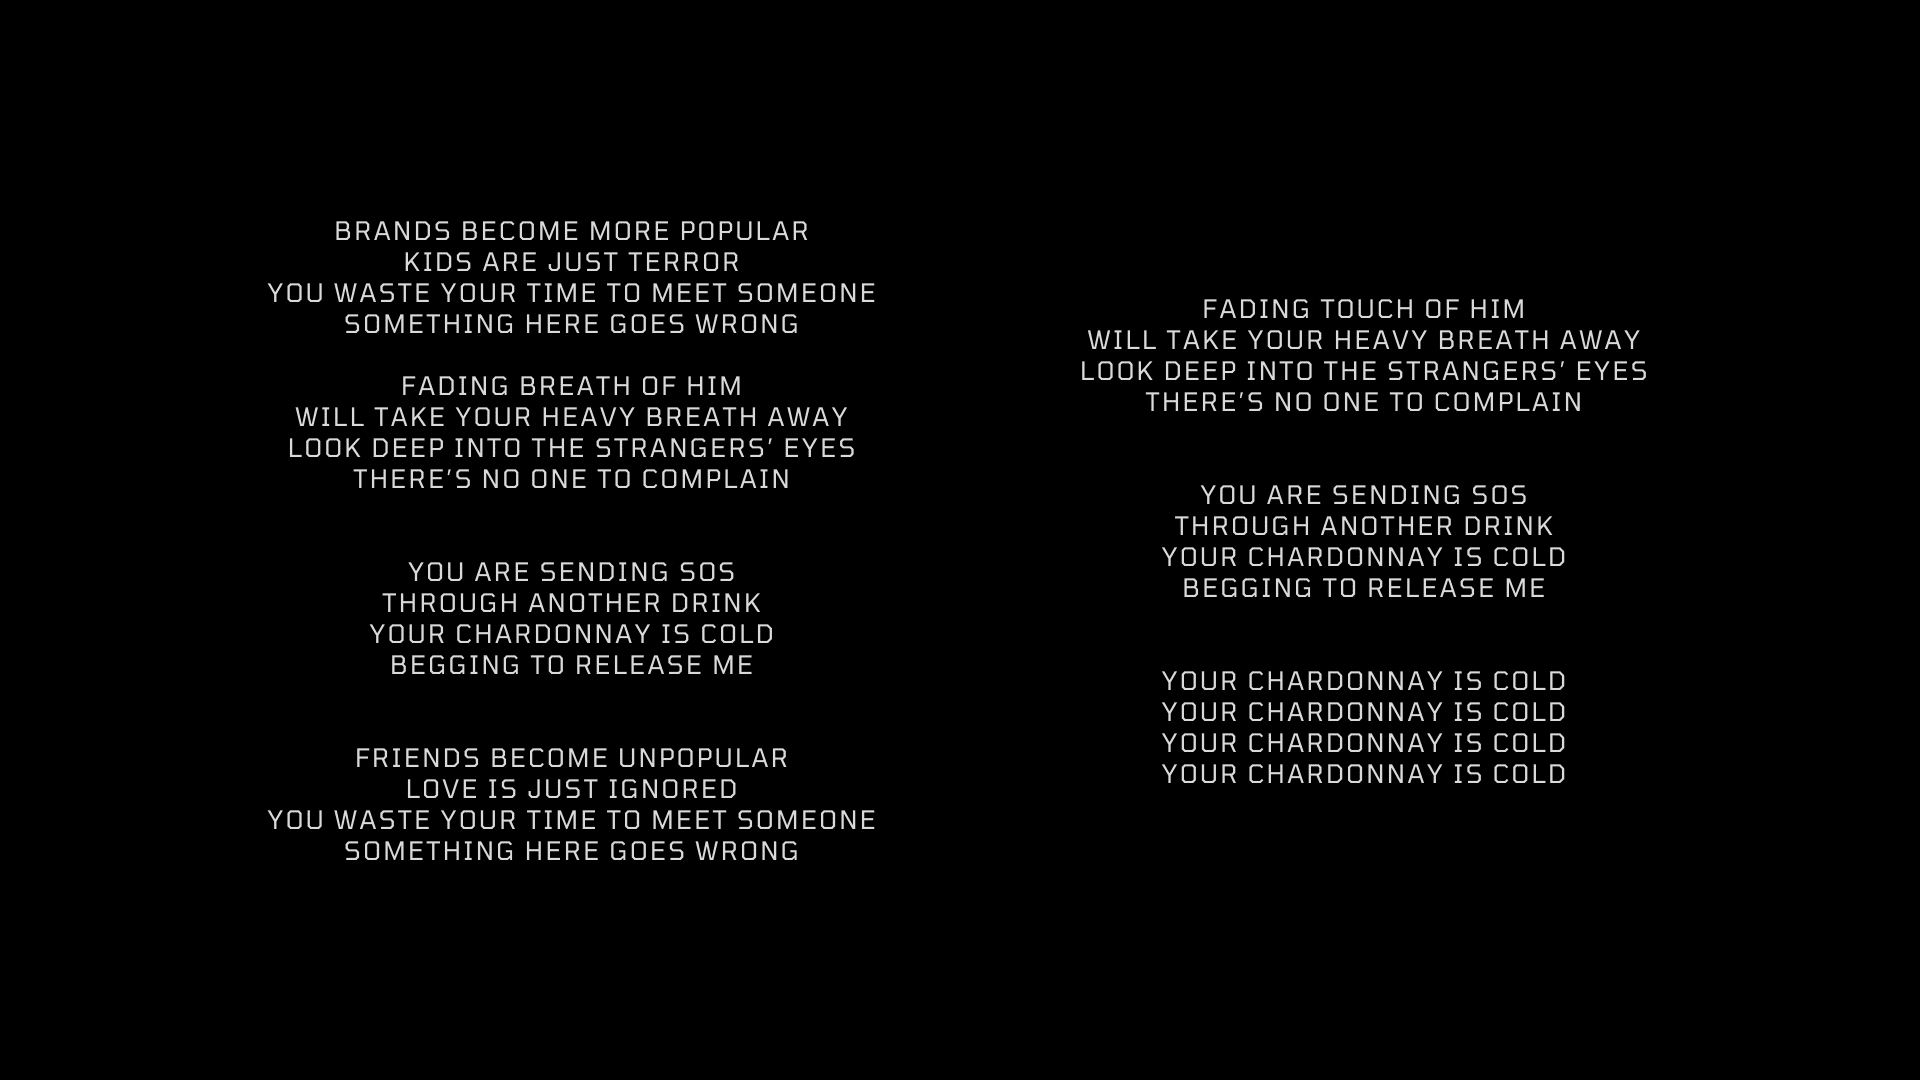 BRANDS BECOME MORE POPULAR
KIDS ARE JUST TERROR
YOU WASTE YOUR TIME TO MEET SOMEONE
SOMETHING HERE GOES WRONG
FADING BREATH OF HIM
WILL TAKE YOUR HEAVY BREATH AWAY
LOOK DEEP INTO THE STRANGERS’ EYES
THERE’S NO ONE TO COMPLAIN
YOU ARE SENDING SOS
THROUGH ANOTHER DRINK
YOUR CHARDONNAY IS COLD
BEGGING TO RELEASE ME
FRIENDS BECOME UNPOPULAR
LOVE IS JUST IGNORED
YOU WASTE YOUR TIME TO MEET SOMEONE
SOMETHING HERE GOES WRONG
FADING TOUCH OF HIM
WILL TAKE YOUR HEAVY BREATH AWAY
LOOK DEEP INTO THE STRANGERS’ EYES
THERE’S NO ONE TO COMPLAIN
YOU ARE SENDING SOS
THROUGH ANOTHER DRINK
YOUR CHARDONNAY IS COLD
BEGGING TO RELEASE ME
YOUR CHARDONNAY IS COLD
YOUR CHARDONNAY IS COLD
YOUR CHARDONNAY IS COLD
YOUR CHARDONNAY IS COLD